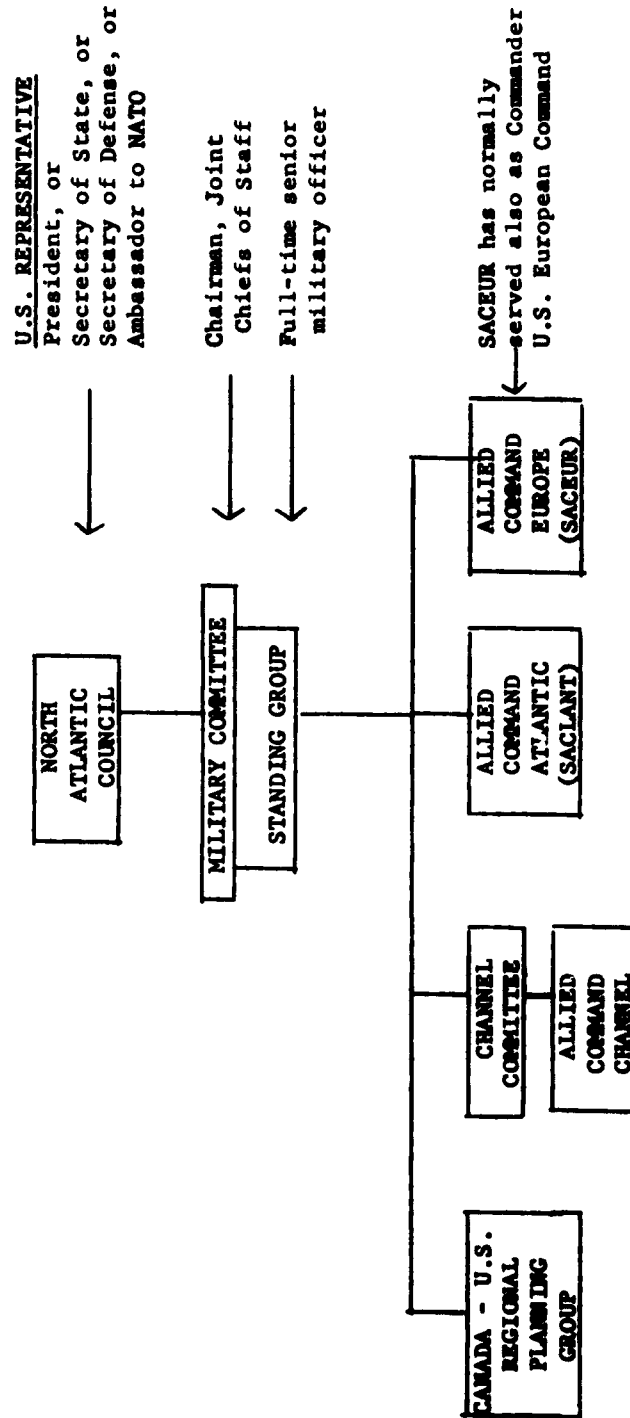 U.S. REPRESENTATIVE
President, or
Secretary of State, or
Secretary of Defense, or
Ambassador to NATO
NORTH
ATLANTIC
COUNCIL
MILITARY COMMITTEE
Chairman, Joint
Chiefs of Staff
STANDING GROUP
Full-time senior
military officer
CANADA - U.S.
REGIONAL
PLANNING
GROUP
CHANNEL
COMMITTEE
ALLIED
COMMAND
CHANNEL
ALLIED
COMMAND
ATLANTIC
(SACLANT)
ALLIED
COMMAND
EUROPE
(SACEUR)
SACEUR has normally
served also as Commander
U.S. European Command